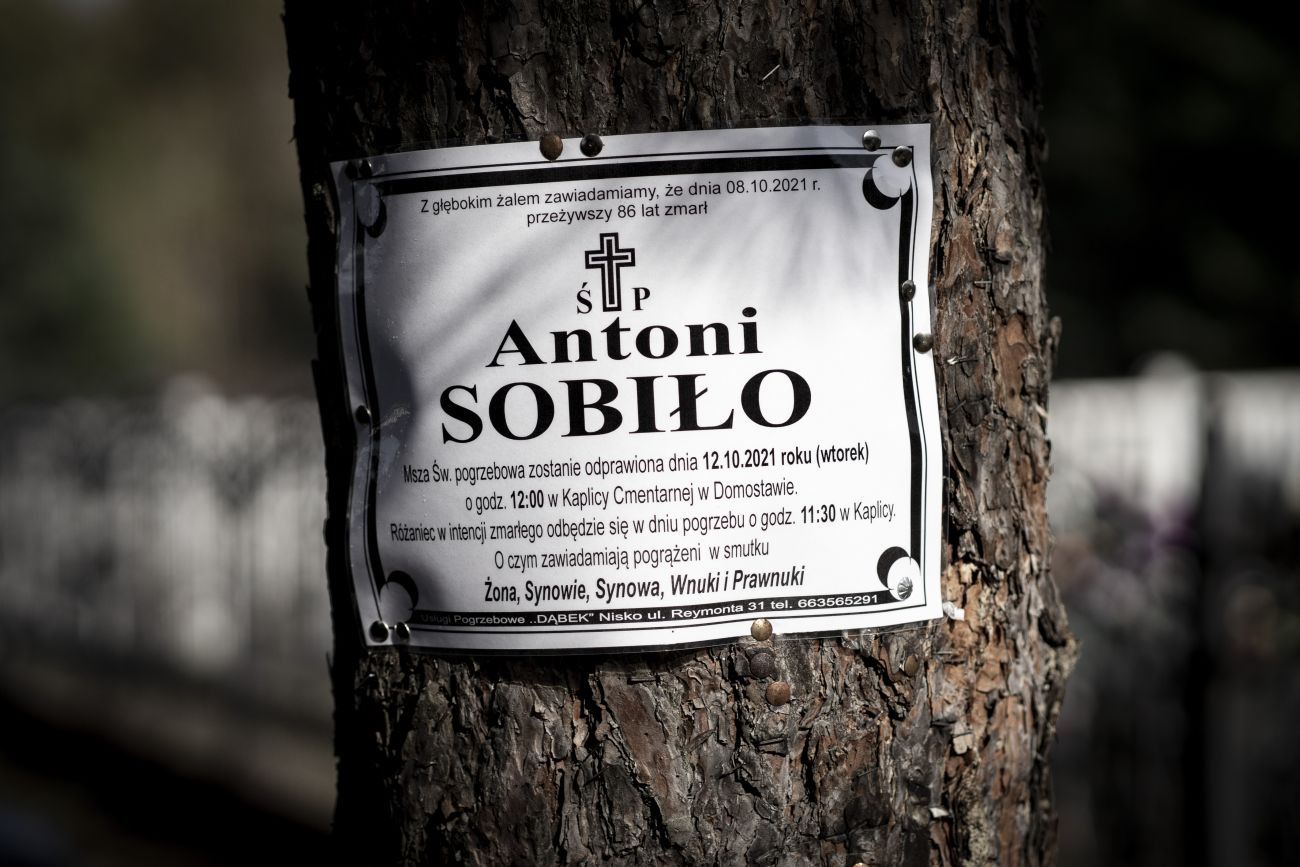 Z głębokim żalem zawiadamiamy, że dnia 08.10.2021 r.
przeżywszy 86 lat zmarł
Ś P
Antoni
SOBIŁO
Msza Św. pogrzebowa zostanie odprawiona dnia 12.10.2021 roku (wtorek)
o godz. 12:00 w Kaplicy Cmentarnej w Domostawie.
Różaniec w intencji zmarłego odbędzie się w dniu pogrzebu o godz. 11:30 w Kaplicy.
O czym zawiadamiają pogrążeni w smutku
Żona, Synowie, Synowa, Wnuki i Prawnuki
Usługi Pogrzebowe ,,DĄBEK" Nisko ul. Reymonta 31 tel. 663565291